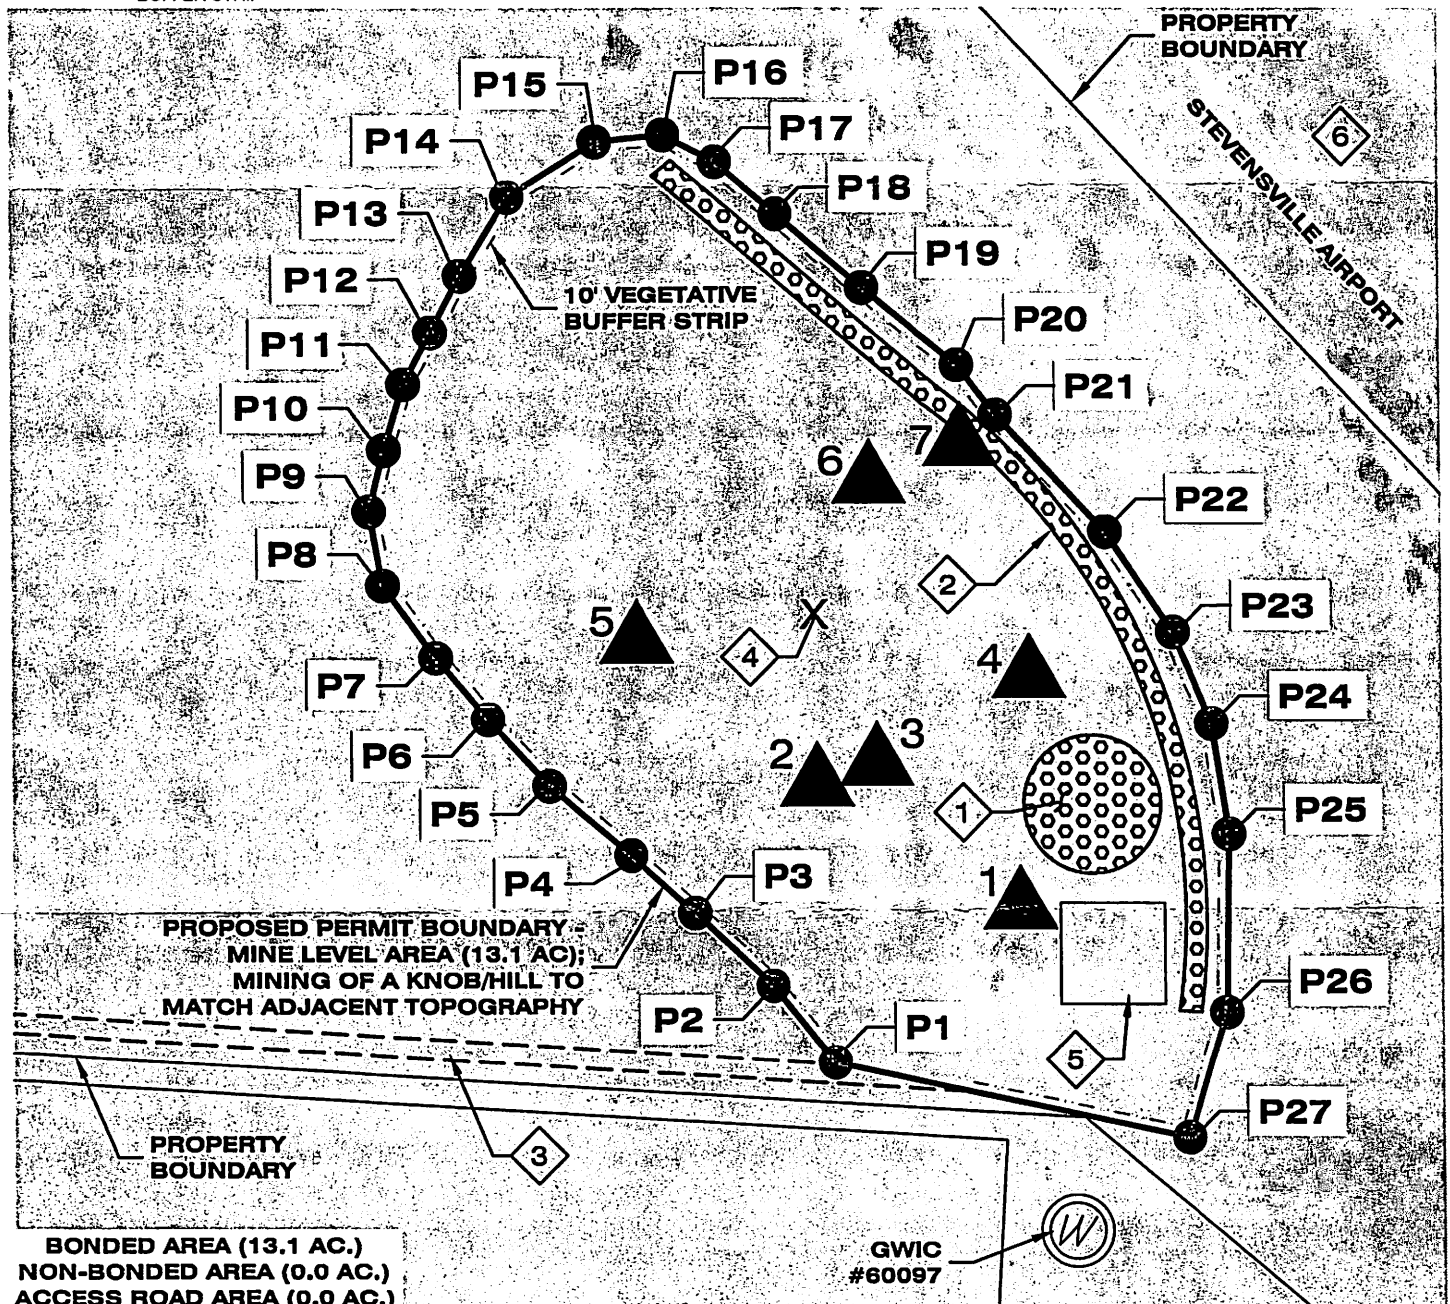 PROPERTY
BOUNDARY
P16
P15
6
STEVENSVILLE AIRPORT
P17
P14
P18
P13
P19
P12
10' VEGETATIVE
BUFFER STRIP
P20
P11
P21
P10
7
6
P9
P22
P8
2
P23
5
X
4
4
P7
P24
3
2
P6
P5
1
P25
P4
P3
1
PROPOSED PERMIT BOUNDARY -
MINE LEVEL AREA (13.1 AC);
MINING OF A KNOB/HILL TO
MATCH ADJACENT TOPOGRAPHY
P26
P2
P1
5
P27
PROPERTY
BOUNDARY
3
W
GWIC
#60097
BONDED AREA (13.1 AC.)
NON-BONDED AREA (0.0 AC.)
ACCESS ROAD AREA (0.0 AC.)